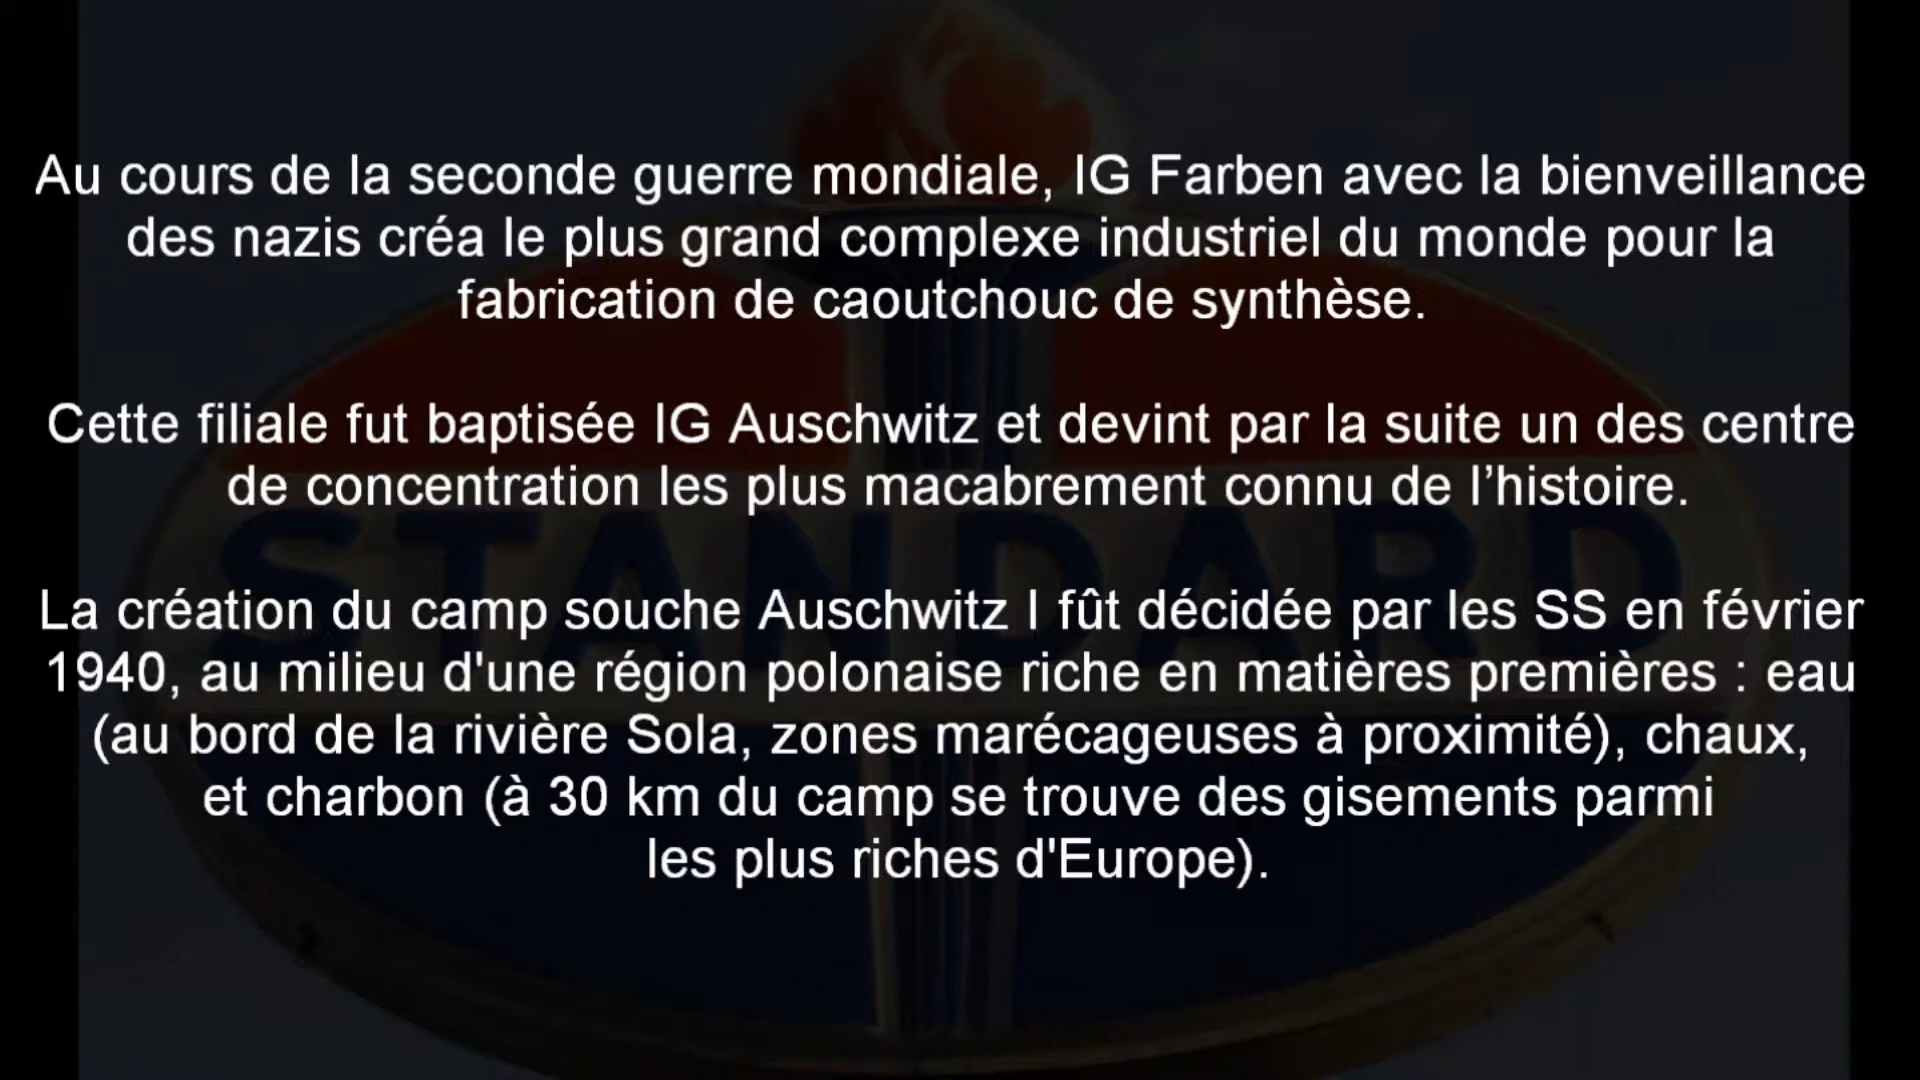 Au cours de la seconde guerre mondiale, IG Farben avec la bienveillance
des nazis créa le plus grand complexe industriel du monde pour la
fabrication de caoutchouc de synthèse.
Cette filiale fut baptisée IG Auschwitz et devint par la suite un des centre
de concentration les plus macabrement connu de l’histoire.
STANDARD
La création du camp souche Auschwitz I fût décidée par les SS en février
1940, au milieu d'une région polonaise riche en matières premières : eau
(au bord de la rivière Sola, zones marécageuses à proximité), chaux,
et charbon (à 30 km du camp se trouve des gisements parmi
les plus riches d'Europe).